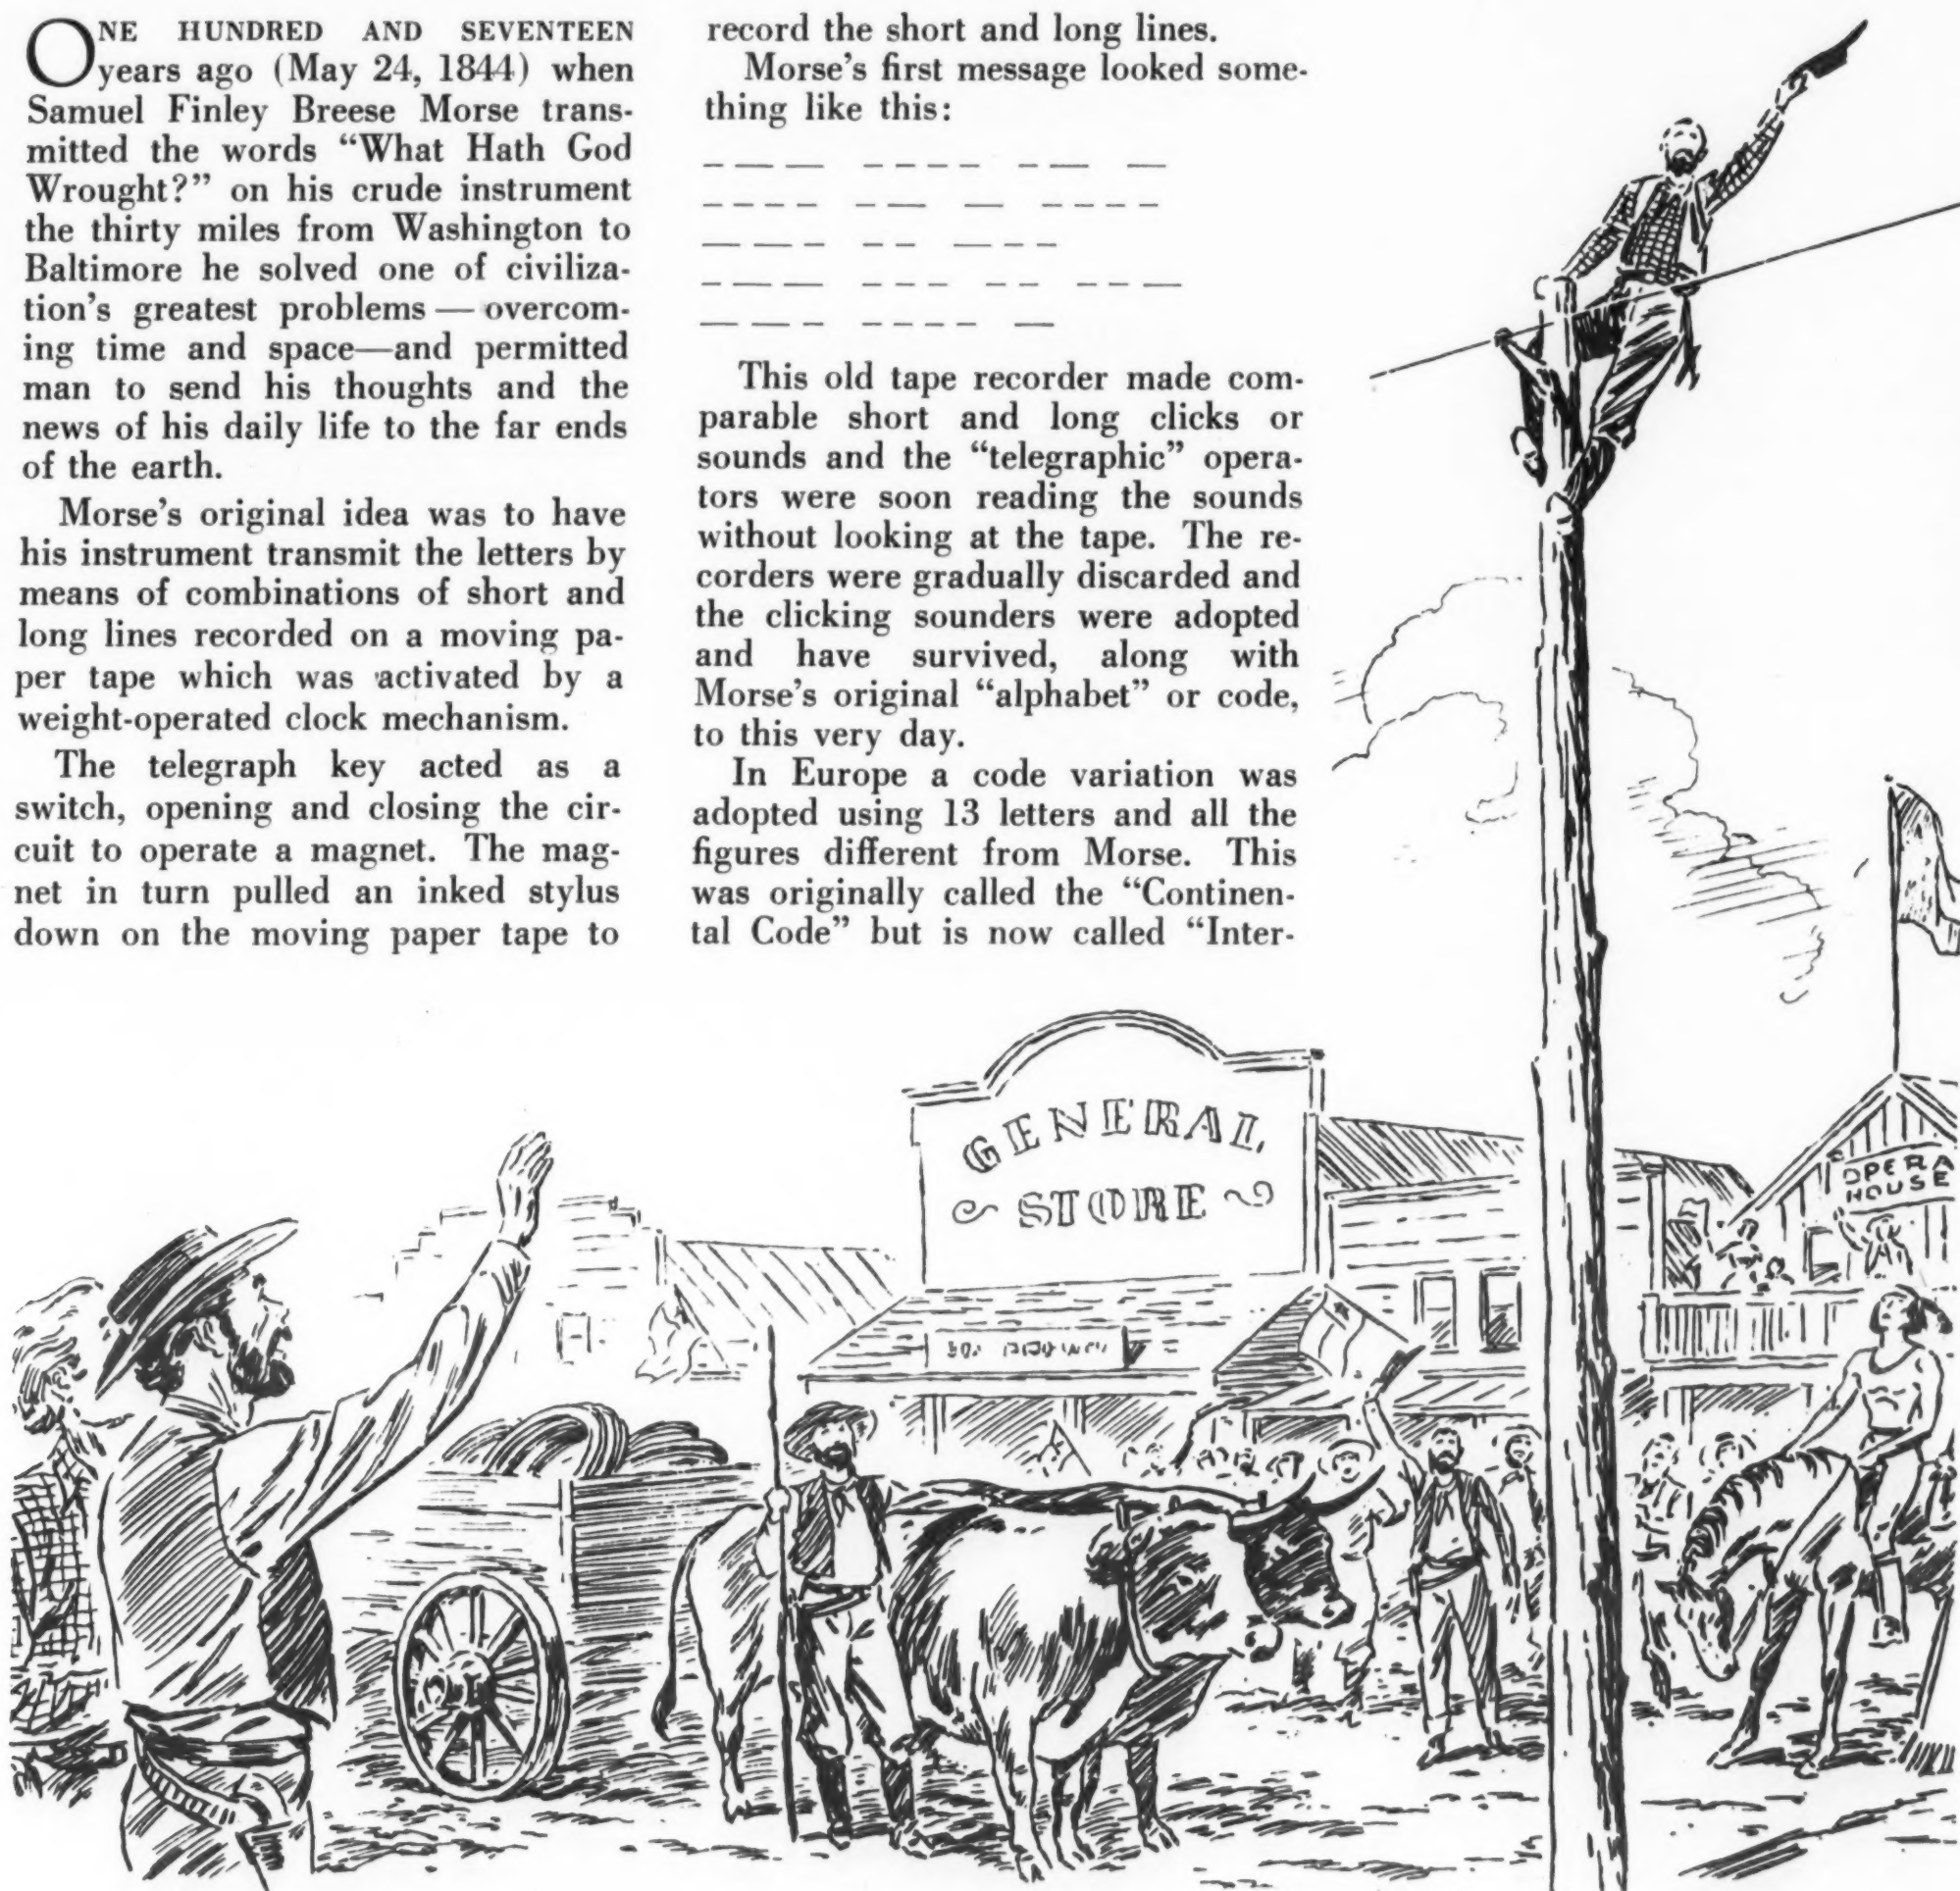 ONE HUNDRED AND SEVENTEEN
years ago (May 24, 1844) when
Samuel Finley Breese Morse trans-
mitted the words “What Hath God
Wrought?” on his crude instrument
the thirty miles from Washington to
Baltimore he solved one of civiliza-
tion’s greatest problems — overcom-
ing time and space—and permitted
man to send his thoughts and the
news of his daily life to the far ends
of the earth.
Morse’s original idea was to have
his instrument transmit the letters by
means of combinations of short and
long lines recorded on a moving pa-
per tape which was activated by a
weight-operated clock mechanism.
The telegraph key acted as a
switch, opening and closing the cir-
cuit to operate a magnet. The mag-
net in turn pulled an inked stylus
down on the moving paper tape to
record the short and long lines.
Morse’s first message looked some-
thing like this:
This old tape recorder made com-
parable short and long clicks or
sounds and the “telegraphic” opera-
tors were soon reading the sounds
without looking at the tape. The re-
corders were gradually discarded and
the clicking sounders were adopted
and have survived, along with
Morse’s original “alphabet” or code,
to this very day.
In Europe a code variation was
adopted using 13 letters and all the
figures different from Morse. This
was originally called the “Continen-
tal Code” but is now called “Inter-
GENERAL
STORE
OPERA
HOUSE